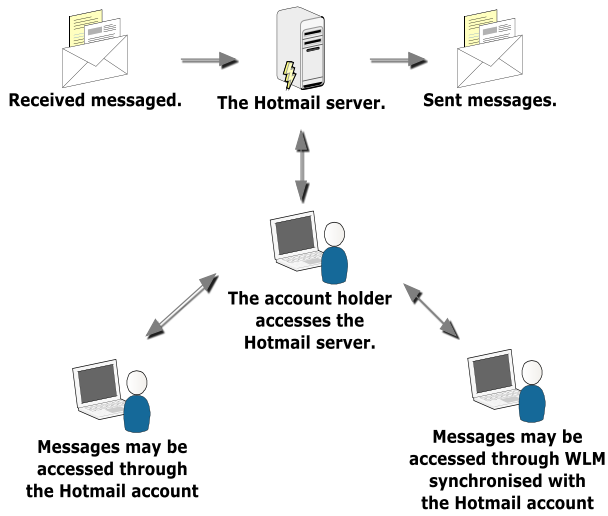 Received messaged.
The Hotmail server.
Sent messages.
The account holder
accesses the
Hotmail server.
Messages may be
accessed through
the Hotmail account
Messages may be
accessed through WLM
synchronised with
the Hotmail account